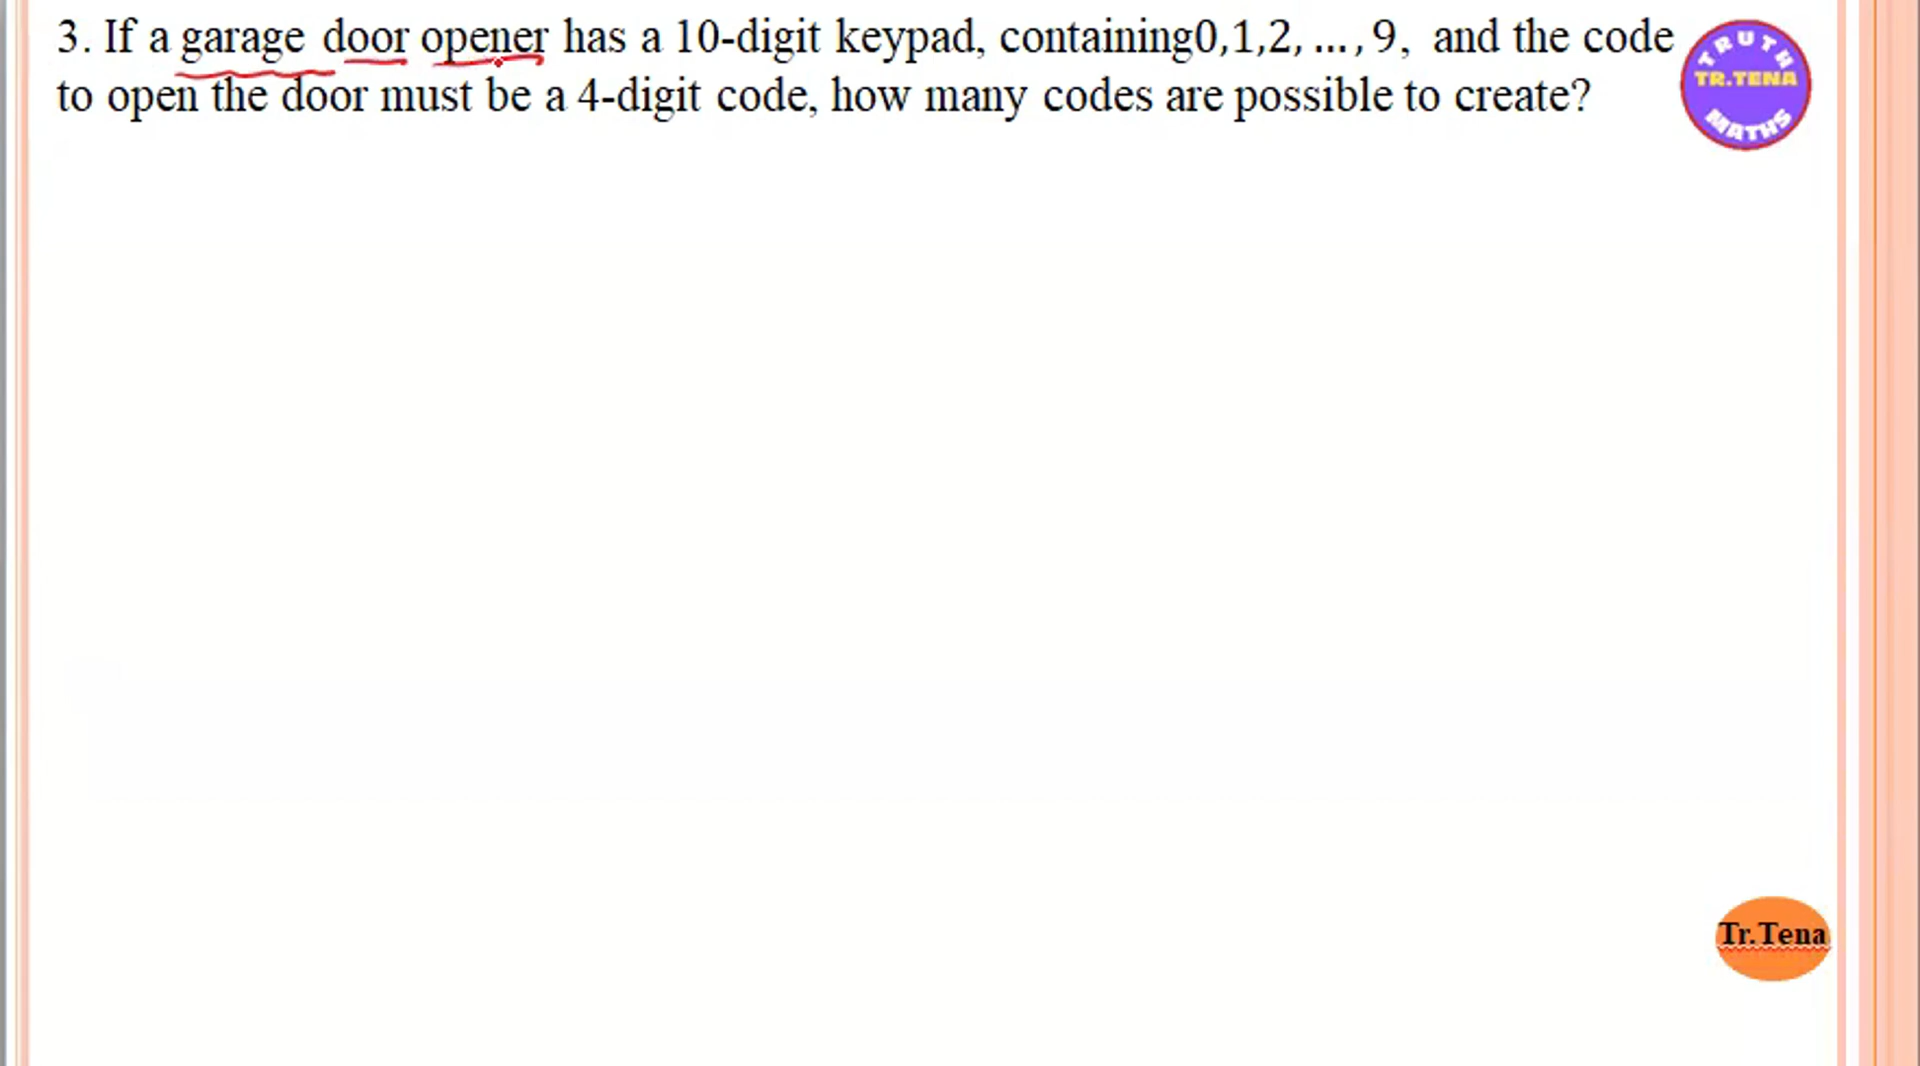 3. If a garage door opener has a 10-digit keypad, containing0,1,2, ...,9, and the code
to open the door must be a 4-digit code, how many codes are possible to create?
TRUTH
TR.TENA
MATHS
Tr.Tena